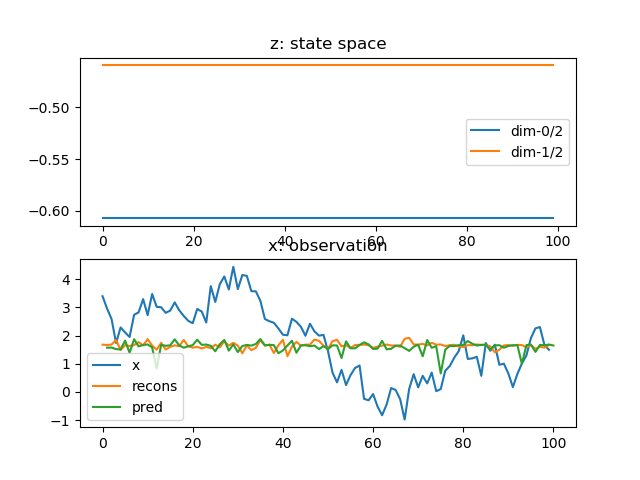 z: state space
−0.50
−0.55
−0.60
dim-0/2
dim-1/2
0 20 40 60 80 100
x: observation
4
3
2
1
0
−1
x
recons
pred
0 20 40 60 80 100